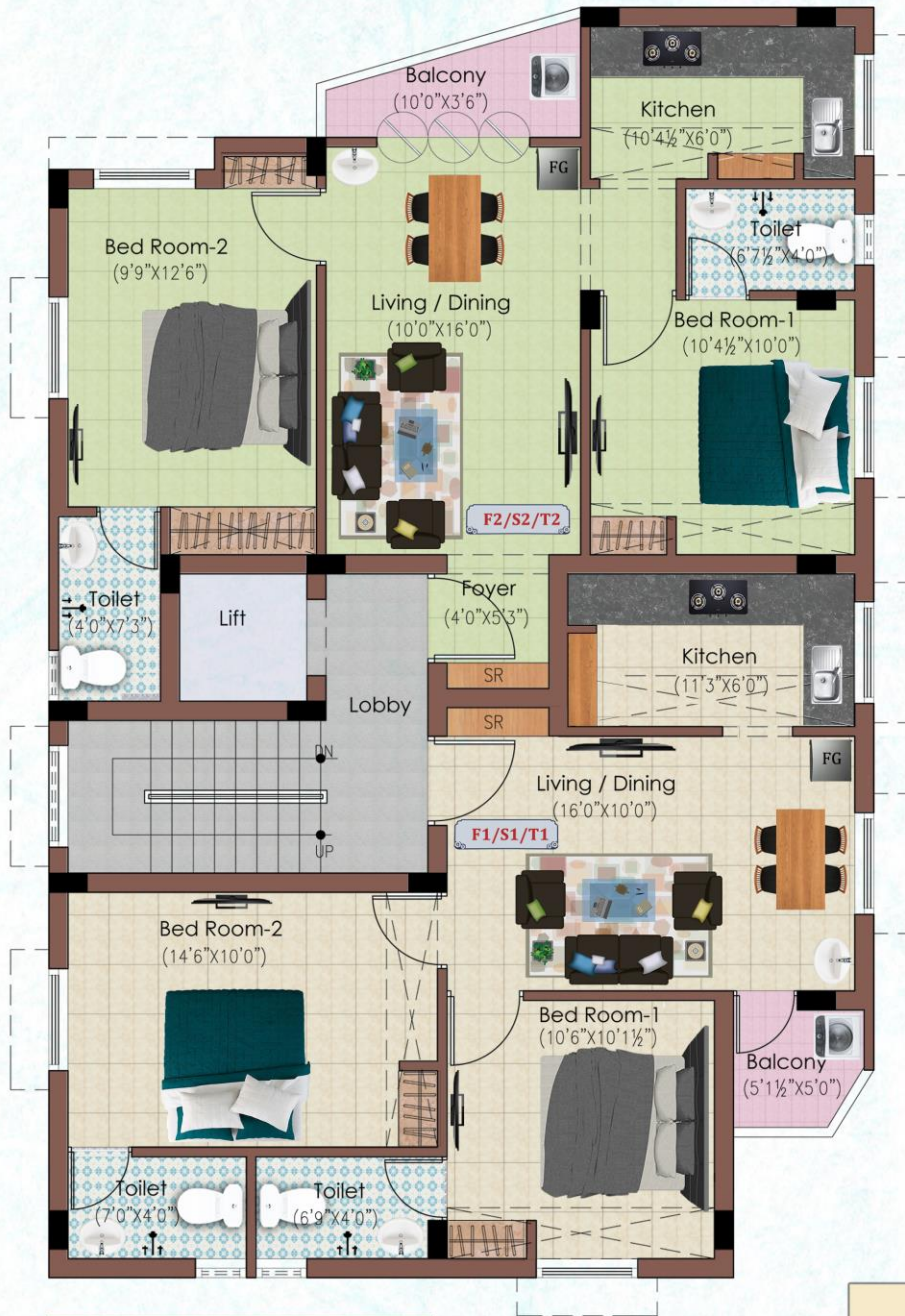 Balcony
(10'0"X3'6")
Kitchen
(10'4½"X6'0")
FG
Toilet
(6'7½"X4'0")
Bed Room-2
(9'9"X12'6")
Living / Dining
(10'0"X16'0")
Bed Room-1
(10'4½"X10'0")
F2/S2/T2
Toilet
(4'0"X7'3")
Lift
Foyer
(4'0"X5'3")
SR
Kitchen
(11'3"X6'0")
Lobby
SR
DN
UP
FG
Living / Dining
(16'0"X10'0")
F1/S1/T1
Bed Room-2
(14'6"X10'0")
Bed Room-1
(10'6"X10'1½")
Balcony
(5'1½"X5'0")
Toilet
(7'0"X4'0")
Toilet
(6'9"X4'0")